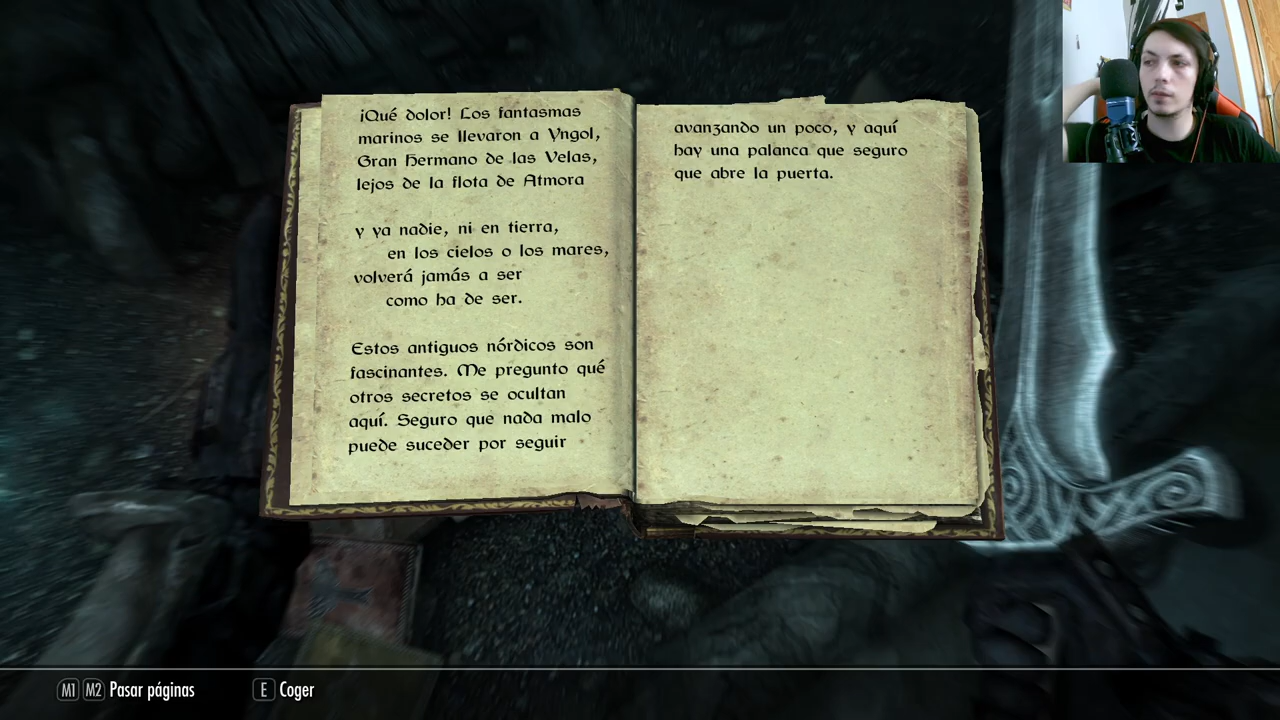 ¡Qué dolor! Los fantasmas
marinos se llevaron a Yngol,
Gran Hermano de las Velas,
lejos de la flota de Atmora
y ya nadie, ni en tierra,
en los cielos o los mares,
volverá jamás a ser
como ha de ser.
Estos antiguos nórdicos son
fascinantes. Me pregunto qué
otros secretos se ocultan
aquí. Seguro que nada malo
puede suceder por seguir
avanzando un poco, y aquí
hay una palanca que seguro
que abre la puerta.
M1 M2 Pasar páginas
E Coger